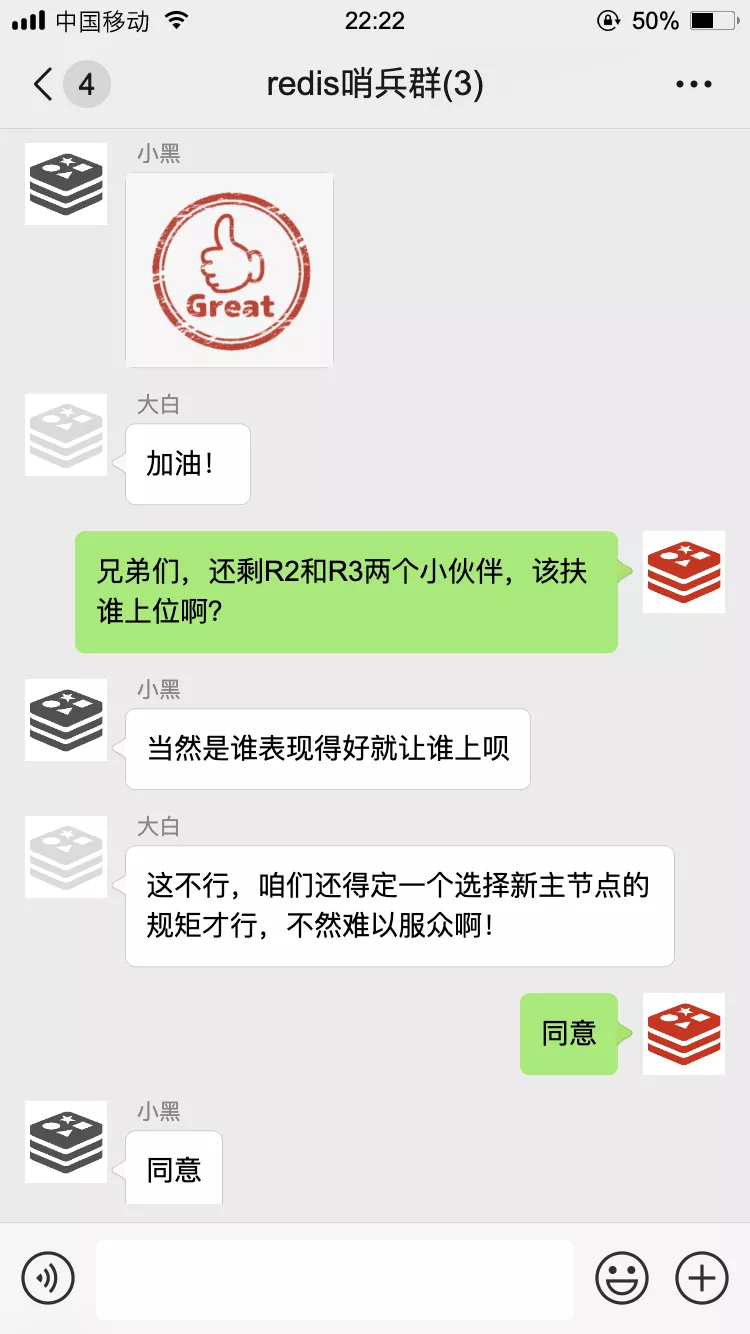 中国移动
22:22
50%
4
redis哨兵群(3)
小黑
Great
大白
加油！
兄弟们，还剩R2和R3两个小伙伴，该扶
谁上位啊？
小黑
当然是谁表现得好就让谁上呗
大白
这不行，咱们还得定一个选择新主节点的
规矩才行，不然难以服众啊！
同意
小黑
同意